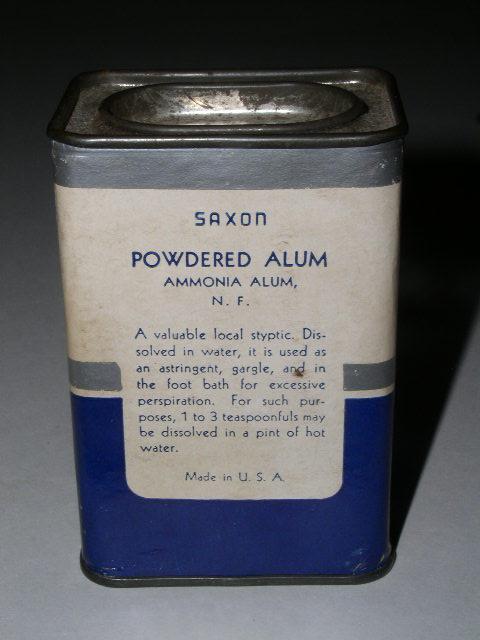 SAXON
POWDERED ALUM
AMMONIA ALUM,
N. F.
A valuable local styptic. Dis-
solved in water, it is used as
an astringent, gargle, and in
the foot bath for excessive
perspiration. For such pur-
poses, 1 to 3 teaspoonfuls may
be dissolved in a pint of hot
water.
Made in U. S. A.